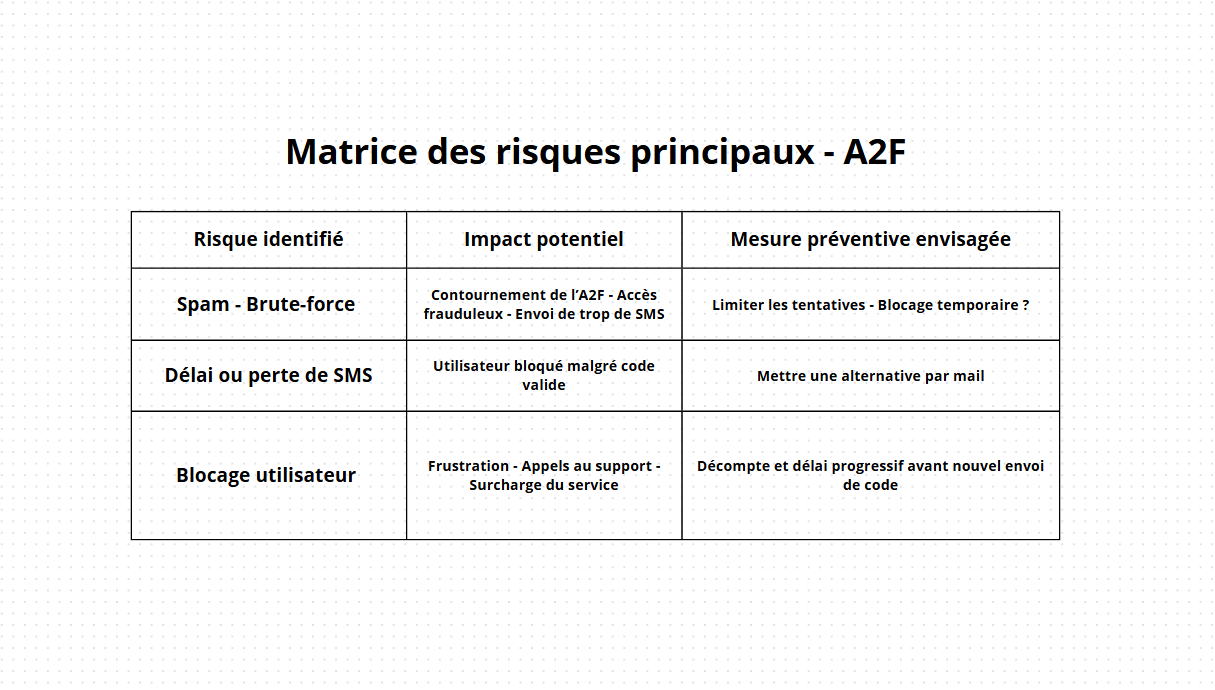 Matrice des risques principaux - A2F
Risque identifié
Impact potentiel
Mesure préventive envisagée
Spam - Brute-force
Contournement de l’A2F - Accès
frauduleux - Envoi de trop de SMS
Limiter les tentatives - Blocage temporaire ?
Délai ou perte de SMS
Utilisateur bloqué malgré code
valide
Mettre une alternative par mail
Blocage utilisateur
Frustration - Appels au support -
Surcharge du service
Décompte et délai progressif avant nouvel envoi
de code